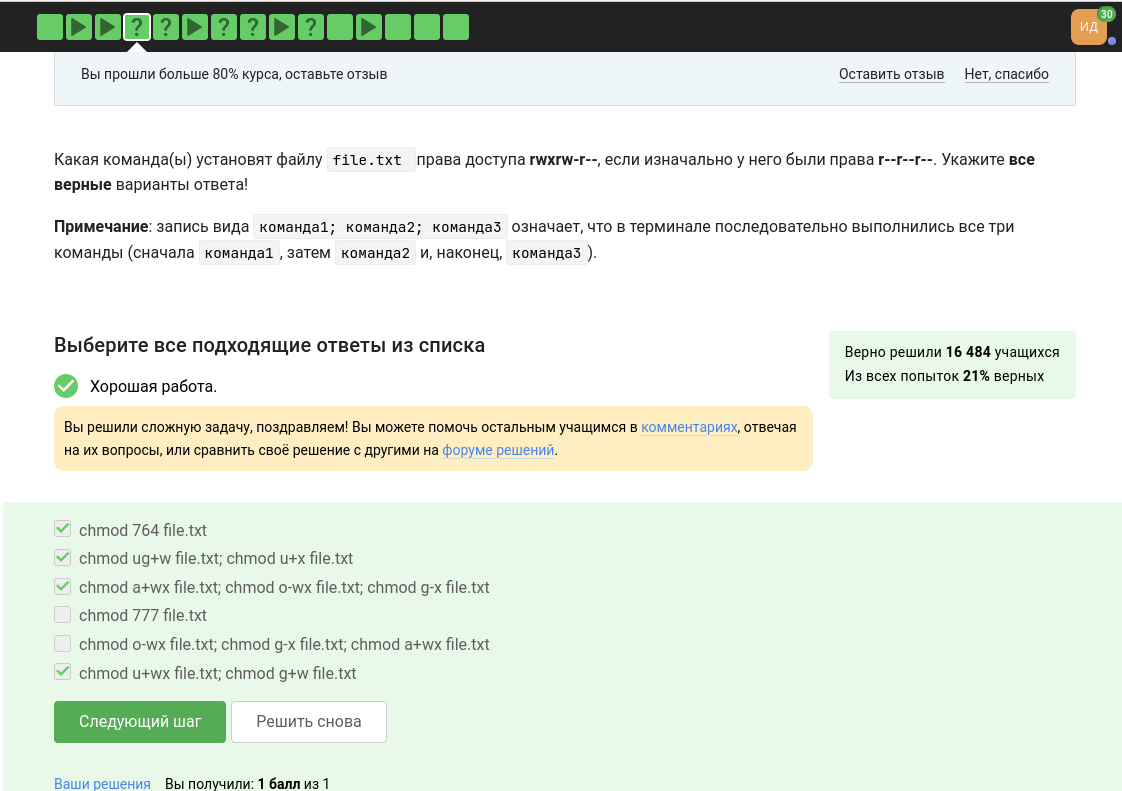 ? ? ? ? ?
ИД 30
Вы прошли больше 80% курса, оставьте отзыв Оставить отзыв Нет, спасибо
Какая команда(ы) установят файлу file.txt права доступа rwxrw-r--, если изначально у него были права r--r--r--. Укажите все
верные варианты ответа!
Примечание: запись вида команда1; команда2; команда3 означает, что в терминале последовательно выполнились все три
команды (сначала команда1 , затем команда2 и, наконец, команда3 ).
Выберите все подходящие ответы из списка
Верно решили 16 484 учащихся
Из всех попыток 21% верных
Хорошая работа.
Вы решили сложную задачу, поздравляем! Вы можете помочь остальным учащимся в комментариях, отвечая
на их вопросы, или сравнить своё решение с другими на форуме решений.
chmod 764 file.txt
chmod ug+w file.txt; chmod u+x file.txt
chmod a+wx file.txt; chmod o-wx file.txt; chmod g-x file.txt
chmod 777 file.txt
chmod o-wx file.txt; chmod g-x file.txt; chmod a+wx file.txt
chmod u+wx file.txt; chmod g+w file.txt
Следующий шаг Решить снова
Ваши решения Вы получили: 1 балл из 1